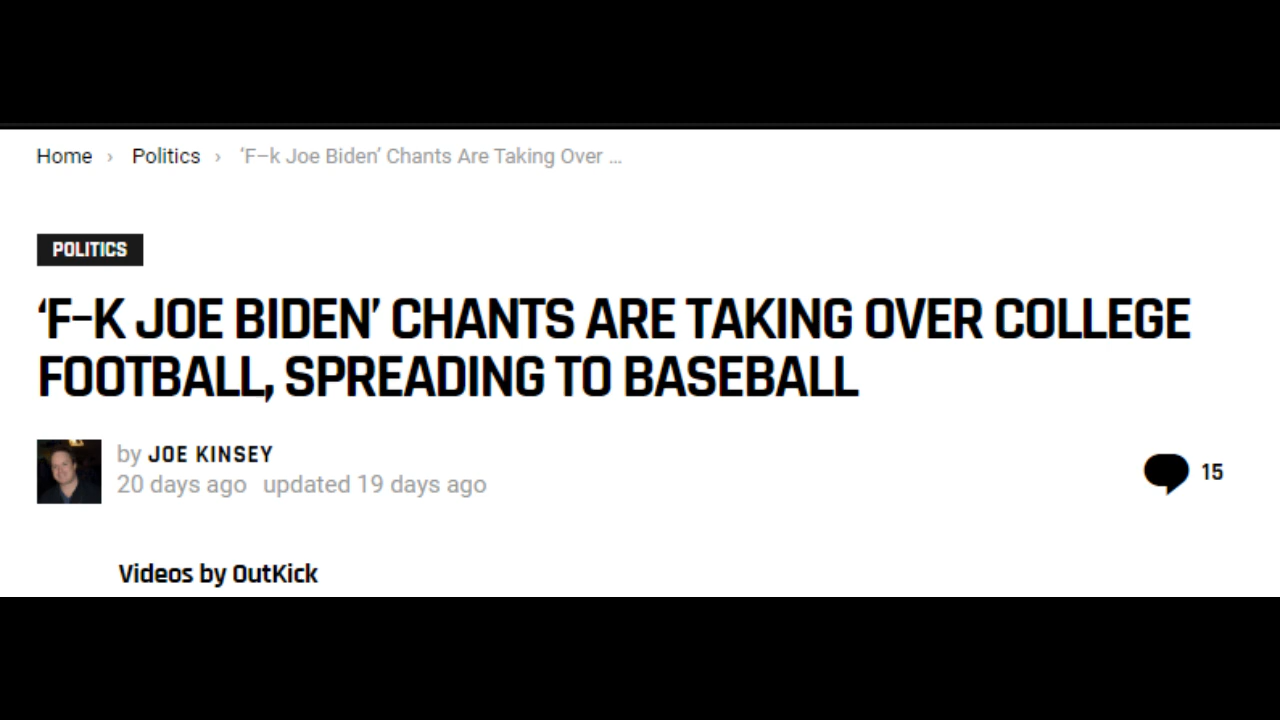 Home › Politics › ‘F–k Joe Biden’ Chants Are Taking Over ...
POLITICS
‘F–K JOE BIDEN’ CHANTS ARE TAKING OVER COLLEGE
FOOTBALL, SPREADING TO BASEBALL
by JOE KINSEY
20 days ago updated 19 days ago
15
Videos by OutKick